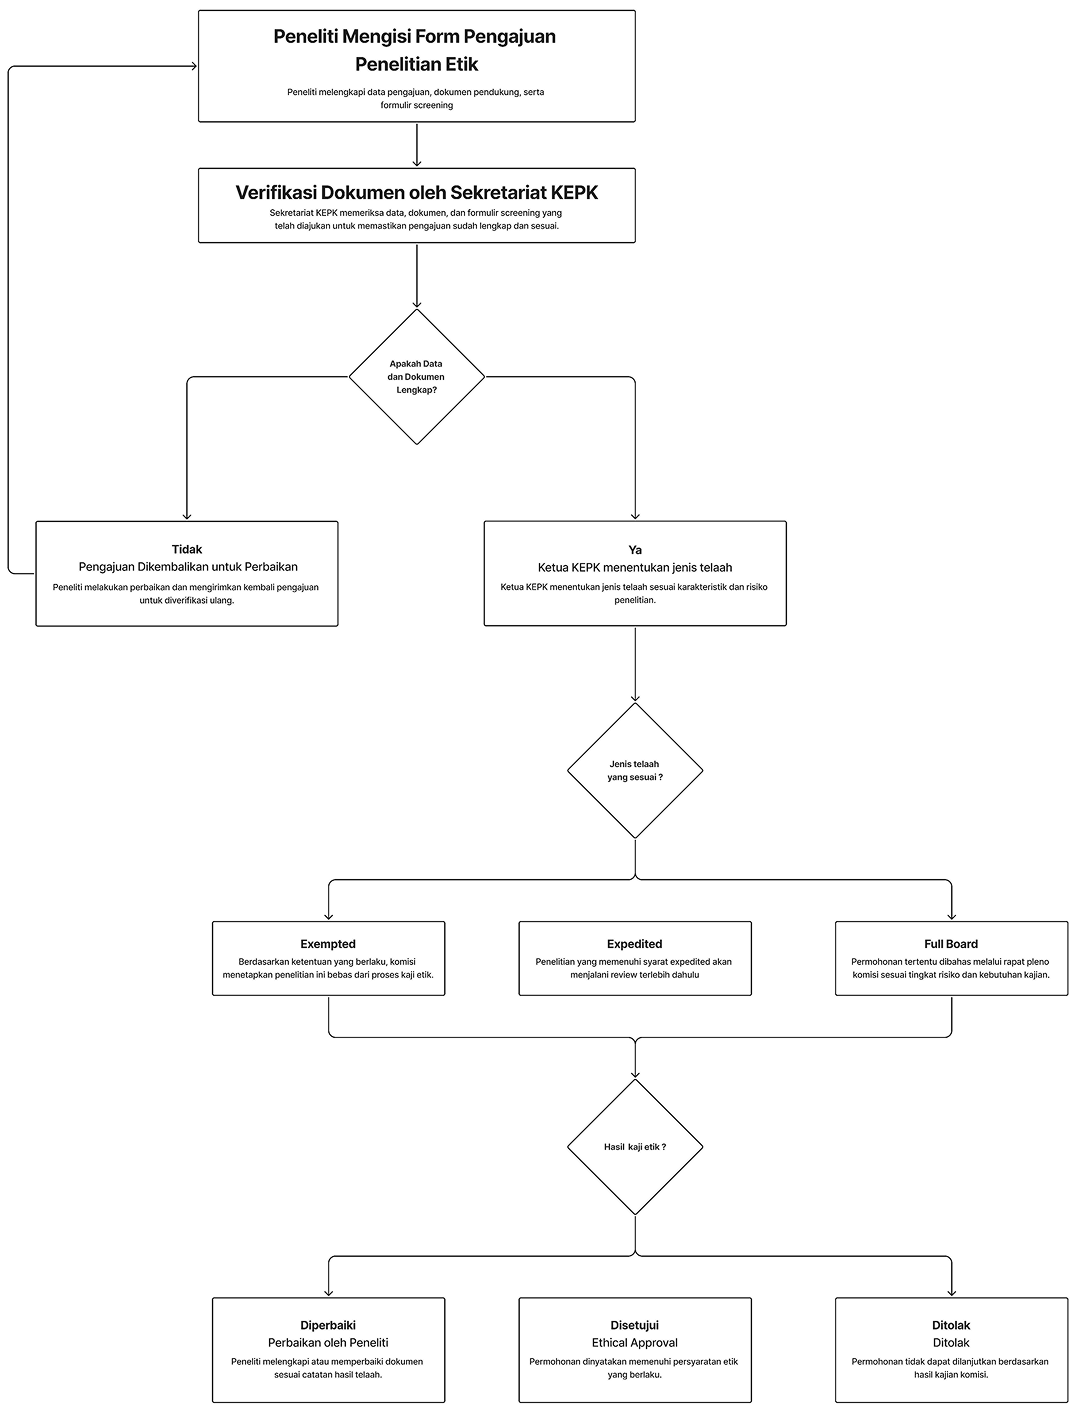 Peneliti Mengisi Form Pengajuan
Penelitian Etik
Peneliti melengkapi data pengajuan, dokumen pendukung, serta
formulir screening
Verifikasi Dokumen oleh Sekretariat KEPK
Sekretariat KEPK memeriksa data, dokumen, dan formulir screening yang
telah diajukan untuk memastikan pengajuan sudah lengkap dan sesuai.
Apakah Data
dan Dokumen
Lengkap?
Tidak
Pengajuan Dikembalikan untuk Perbaikan
Peneliti melakukan perbaikan dan mengirimkan kembali pengajuan
untuk diverifikasi ulang.
Ya
Ketua KEPK menentukan jenis telaah
Ketua KEPK menentukan jenis telaah sesuai karakteristik dan risiko
penelitian.
Jenis telaah
yang sesuai ?
Exempted
Berdasarkan ketentuan yang berlaku, komisi
menetapkan penelitian ini bebas dari proses kaji etik.
Expedited
Penelitian yang memenuhi syarat expedited akan
menjalani review terlebih dahulu
Full Board
Permohonan tertentu dibahas melalui rapat pleno
komisi sesuai tingkat risiko dan kebutuhan kajian.
Hasil kaji etik ?
Diperbaiki
Perbaikan oleh Peneliti
Peneliti melengkapi atau memperbaiki dokumen
sesuai catatan hasil telaah.
Disetujui
Ethical Approval
Permohonan dinyatakan memenuhi persyaratan etik
yang berlaku.
Ditolak
Ditolak
Permohonan tidak dapat dilanjutkan berdasarkan
hasil kajian komisi.